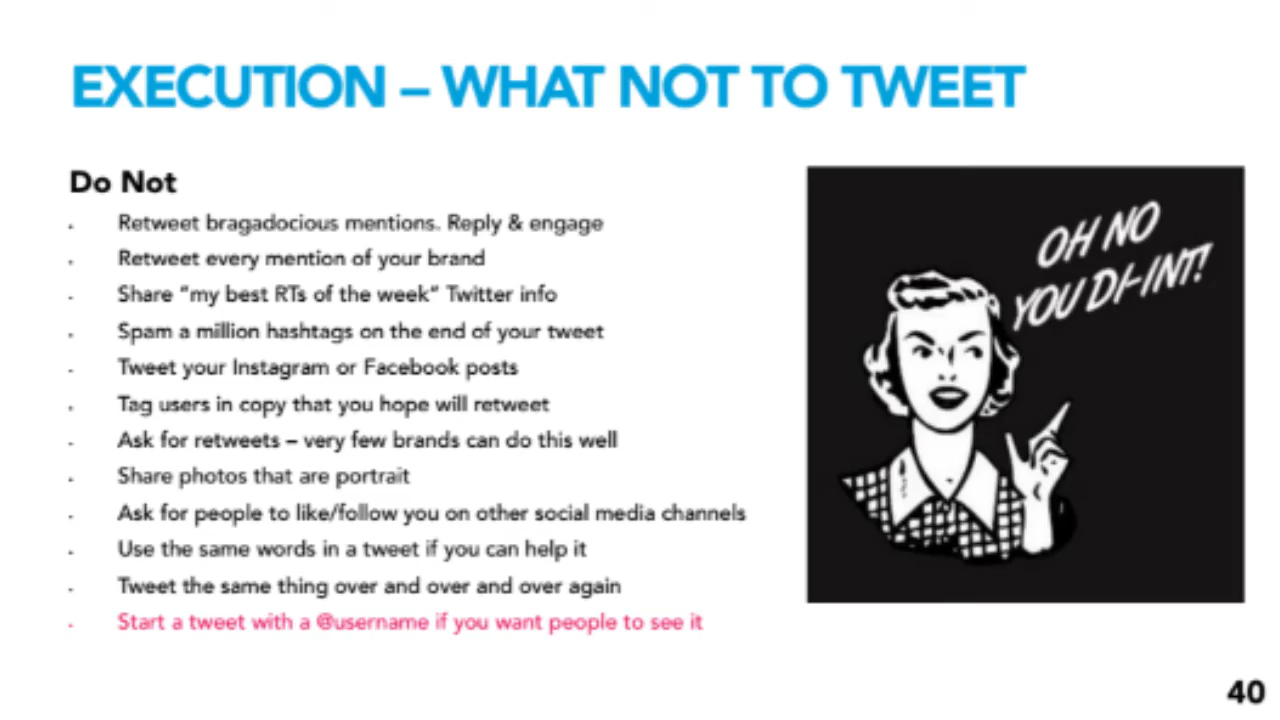 EXECUTION – WHAT NOT TO TWEET
Do Not
Retweet bragadocious mentions. Reply & engage
Retweet every mention of your brand
Share "my best RTs of the week" Twitter info
Spam a million hashtags on the end of your tweet
Tweet your Instagram or Facebook posts
Tag users in copy that you hope will retweet
Ask for retweets – very few brands can do this well
Share photos that are portrait
Ask for people to like/follow you on other social media channels
Use the same words in a tweet if you can help it
Tweet the same thing over and over and over again
Start a tweet with a @username if you want people to see it
OH NO
YOU DI-INT!
40